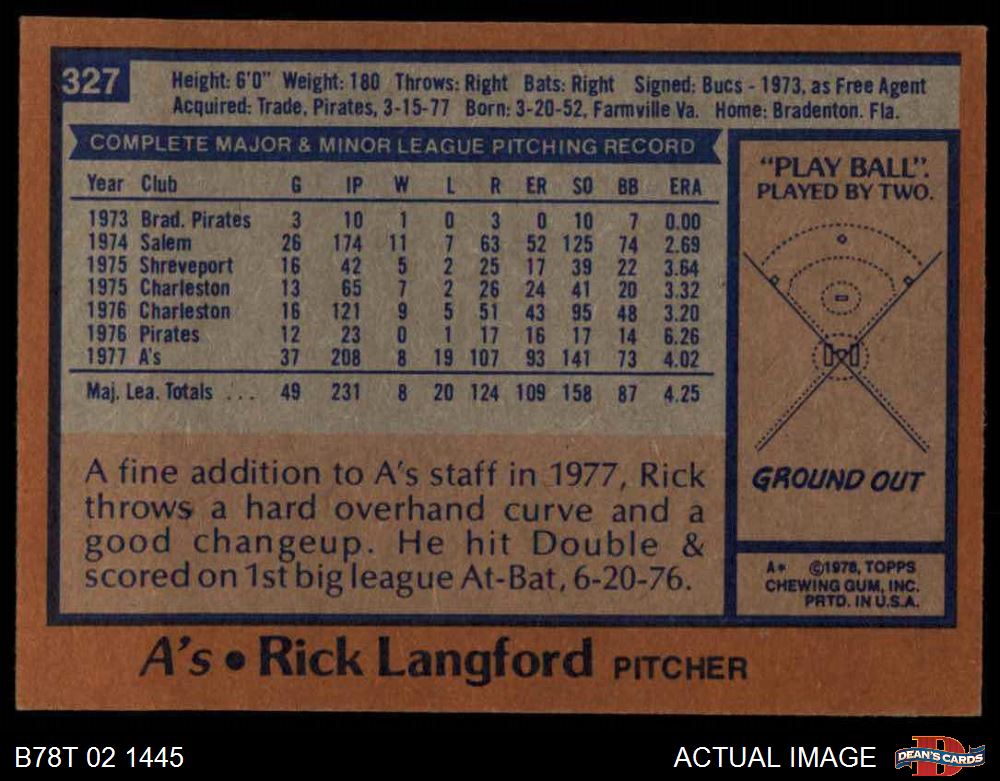 327
Height: 6'0" Weight: 180 Throws: Right Bats: Right Signed: Bucs - 1973, as Free Agent
Acquired: Trade, Pirates, 3-15-77 Born: 3-20-52, Farmville Va. Home: Bradenton. Fla.
COMPLETE MAJOR & MINOR LEAGUE PITCHING RECORD
Year Club G IP W L R ER SO BB ERA
1973 Brad. Pirates 3 10 1 0 3 0 10 7 0.00
1974 Salem 26 174 11 7 63 52 125 74 2.69
1975 Shreveport 16 42 5 2 25 17 39 22 3.64
1975 Charleston 13 65 7 2 26 24 41 20 3.32
1976 Charleston 16 121 9 5 51 43 95 48 3.20
1976 Pirates 12 23 0 1 17 16 17 14 6.26
1977 A's 37 208 8 19 107 93 141 73 4.02
Maj. Lea. Totals ... 49 231 8 20 124 109 158 87 4.25
A fine addition to A's staff in 1977, Rick
throws a hard overhand curve and a
good changeup. He hit Double &
scored on 1st big league At-Bat, 6-20-76.
"PLAY BALL".
PLAYED BY TWO.
GROUND OUT
A* ©1978, TOPPS
CHEWING GUM, INC.
PRTD. IN U.S.A.
A's • Rick Langford PITCHER
B78T 02 1445
ACTUAL IMAGE
DEAN'S CARDS